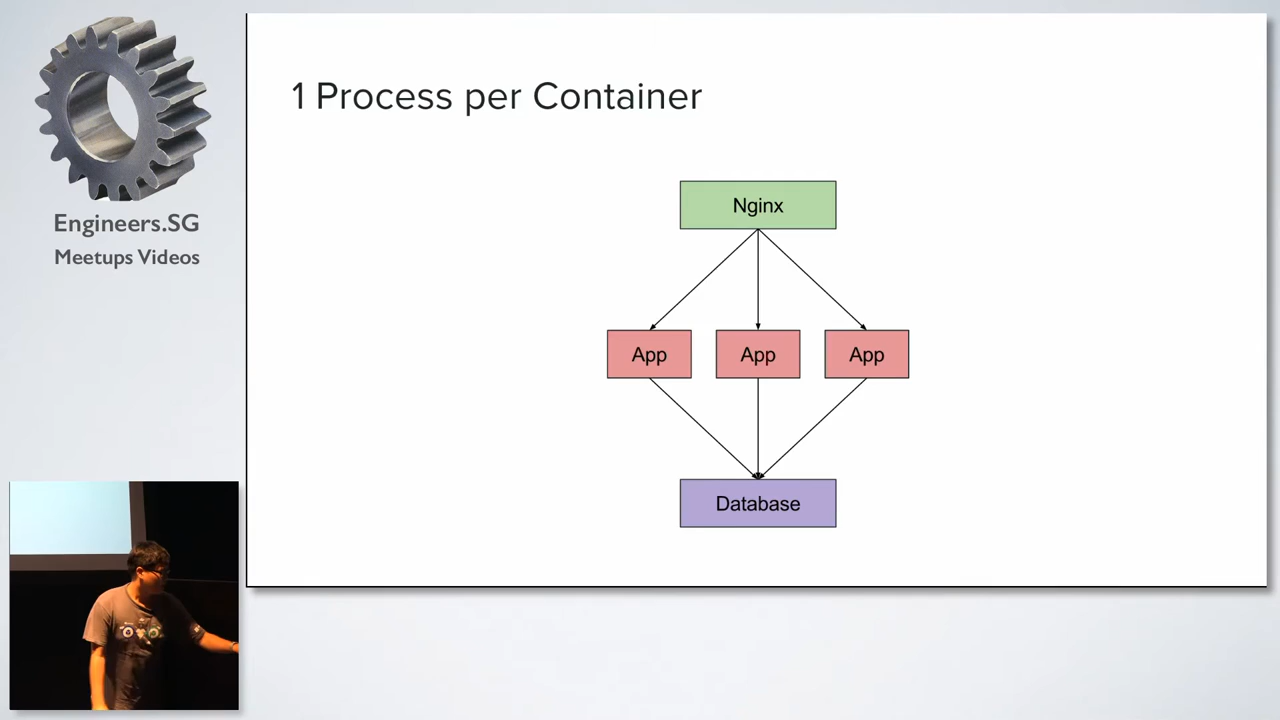 Engineers.SG
Meetups Videos
1 Process per Container
Nginx
App
App
App
Database